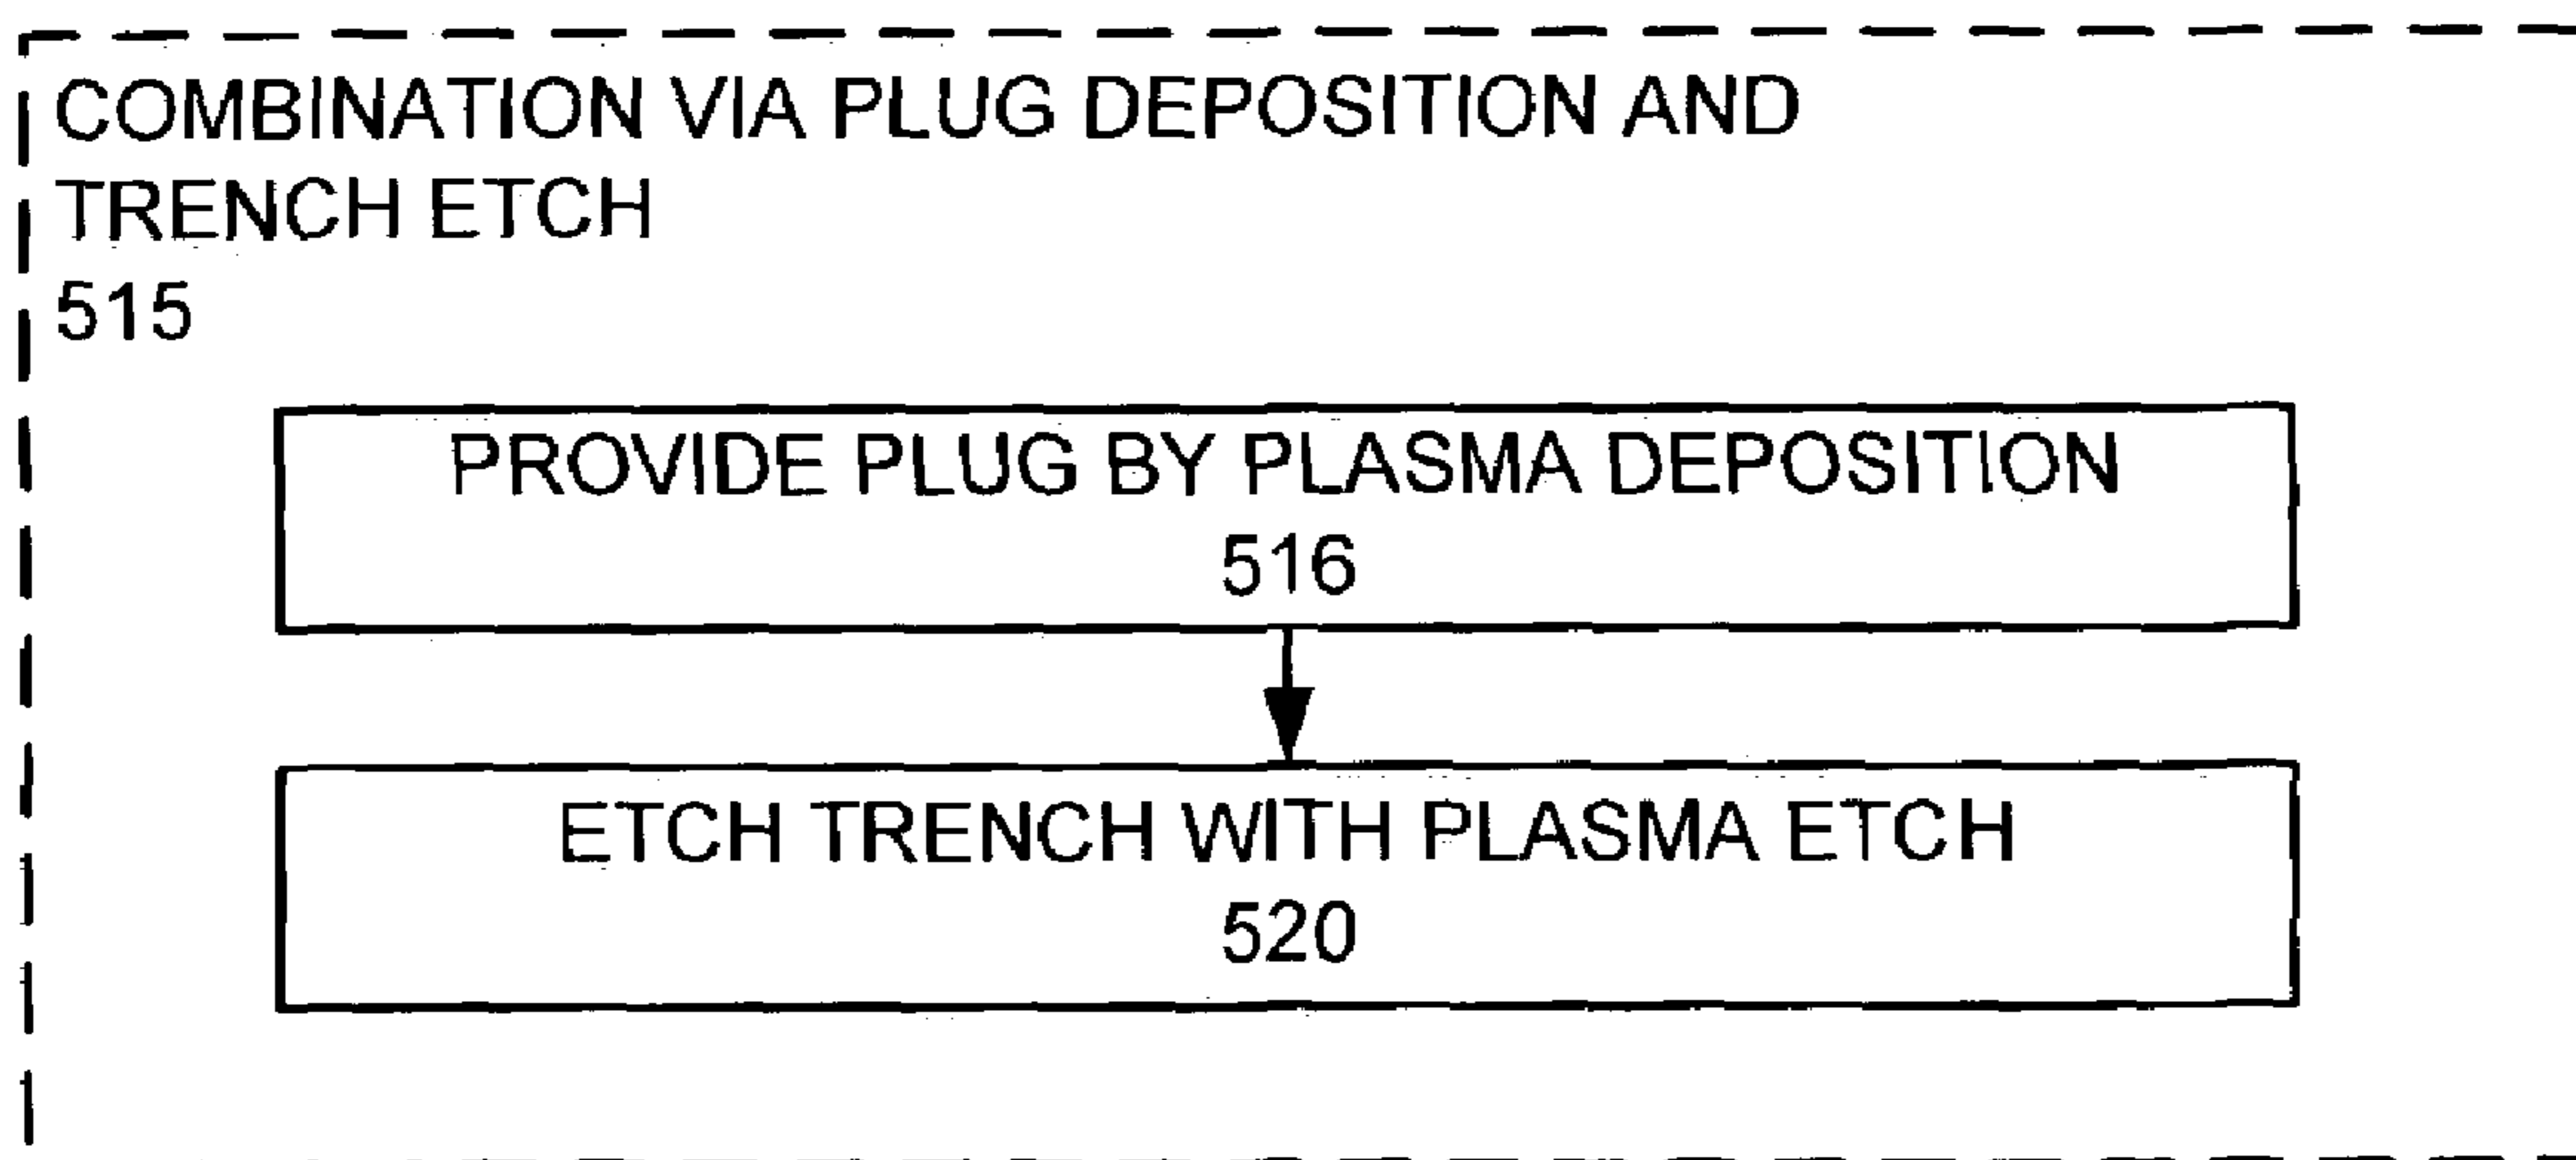 COMBINATION VIA PLUG DEPOSITION AND
TRENCH ETCH
515
PROVIDE PLUG BY PLASMA DEPOSITION
516
ETCH TRENCH WITH PLASMA ETCH
520